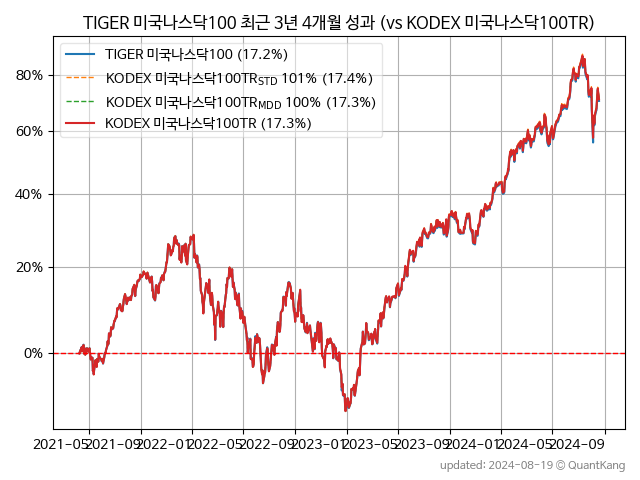 TIGER 미국나스닥100 최근 3년 4개월 성과 (vs KODEX 미국나스닥100TR)
TIGER 미국나스닥100 (17.2%)
KODEX 미국나스닥100TR_STD 101% (17.4%)
KODEX 미국나스닥100TR_MDD 100% (17.3%)
KODEX 미국나스닥100TR (17.3%)
80%
60%
40%
20%
0%
2021-05 2021-09 2022-01 2022-05 2022-09 2023-01 2023-05 2023-09 2024-01 2024-05 2024-09
updated: 2024-08-19 © QuantKang